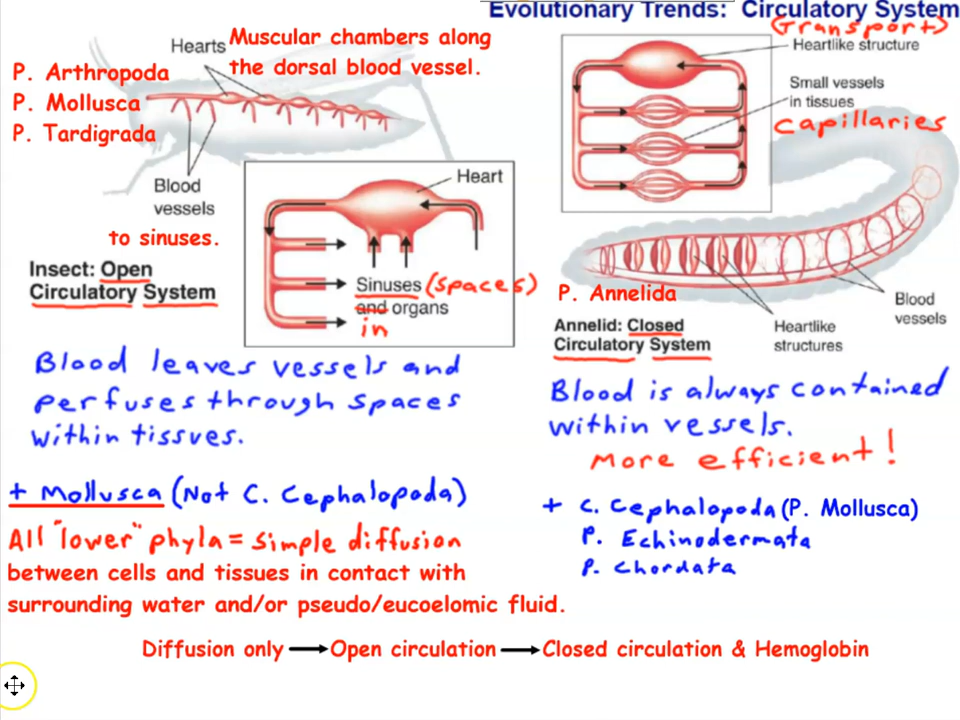 Evolutionary Trends: Circulatory System
(Transport)
Hearts
Muscular chambers along
the dorsal blood vessel.
P. Arthropoda
P. Mollusca
P. Tardigrada
Blood
vessels
to sinuses.
Insect: Open
Circulatory System
Heart
Sinuses (spaces)
and organs
in
Heartlike structure
Small vessels
in tissues
capillaries
P. Annelida
Annelid: Closed
Circulatory System
Heartlike
structures
Blood
vessels
Blood leaves vessels and
perfuses through spaces
within tissues.
+ Mollusca (Not C. Cephalopoda)
All "lower" phyla = simple diffusion
between cells and tissues in contact with
surrounding water and/or pseudo/eucoelomic fluid.
Blood is always contained
within vessels.
More efficient!
+ C. Cephalopoda (P. Mollusca)
P. Echinodermata
P. Chordata
Diffusion only → Open circulation → Closed circulation & Hemoglobin